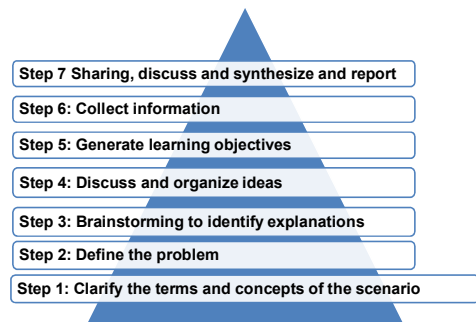 Step 7 Sharing, discuss and synthesize and report
Step 6: Collect information
Step 5: Generate learning objectives
Step 4: Discuss and organize ideas
Step 3: Brainstorming to identify explanations
Step 2: Define the problem
Step 1: Clarify the terms and concepts of the scenario